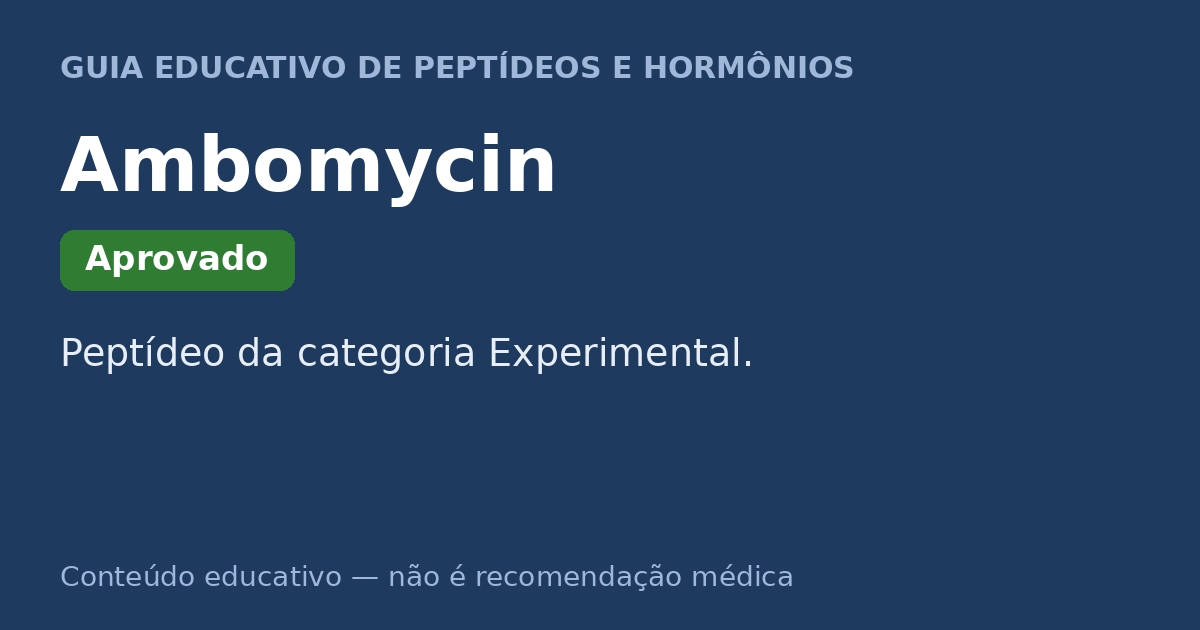 GUIA EDUCATIVO DE PEPTÍDEOS E HORMÔNIOS
Ambomycin
Aprovado
Peptídeo da categoria Experimental.
Conteúdo educativo — não é recomendação médica